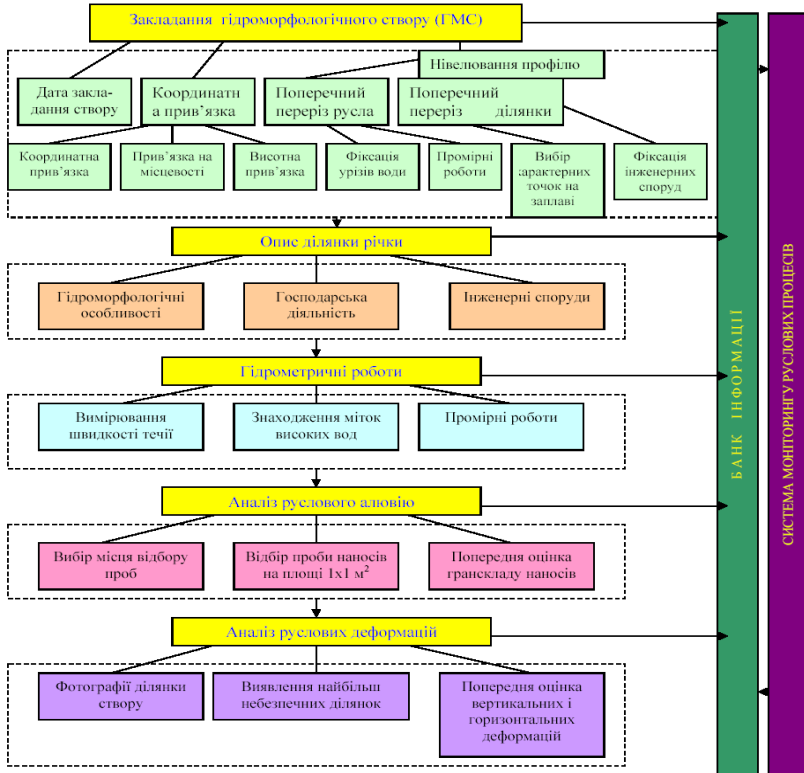 Закладання гідроморфологічного створу (ГМС)
Нівелювання профілю
Дата закла-
дання створу
Координатн
а прив’язка
Поперечний
переріз русла
Поперечний
переріз ділянки
Координатна
прив’язка
Прив’язка на
місцевості
Висотна
прив’язка
Фіксація
урізів води
Промірні
роботи
Вибір
характерних
точок на
заплаві
Фіксація
інженерних
споруд
Опис ділянки річки
Гідроморфологічні
особливості
Господарська
діяльність
Інженерні споруди
Гідрометричні роботи
Вимірювання
швидкості течії
Знаходження міток
високих вод
Промірні роботи
Аналіз руслового алювію
Вибір місця відбору
проб
Відбір проби наносів
на площі 1х1 м²
Попередня оцінка
гранскладу наносів
Аналіз руслових деформацій
Фотографії ділянки
створу
Виявлення найбільш
небезпечних ділянок
Попередня оцінка
вертикальних і
горизонтальних
деформацій
БАНК ІНФОРМАЦІЇ
СИСТЕМА МОНІТОРИНГУ РУСЛОВИХ ПРОЦЕСІВ